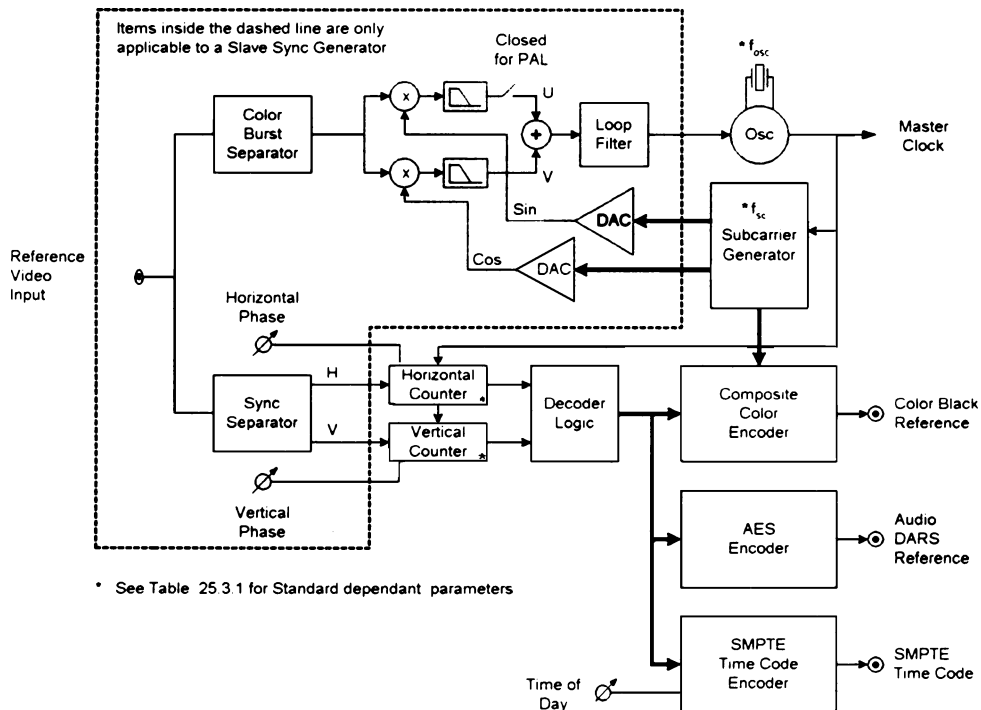 Items inside the dashed line are only
applicable to a Slave Sync Generator
Closed
for PAL
* fosc
Color
Burst
Separator
x
U
+
Loop
Filter
Osc
Master
Clock
x
V
Sin
DAC
* fsc
Subcarrier
Generator
Cos
DAC
Reference
Video
Input
Horizontal
Phase
H
Horizontal
Counter *
Sync
Separator
V
Vertical
Counter *
Decoder
Logic
Composite
Color
Encoder
Color Black
Reference
Vertical
Phase
AES
Encoder
Audio
DARS
Reference
* See Table 25.3.1 for Standard dependant parameters
SMPTE
Time Code
Encoder
SMPTE
Time Code
Time of
Day